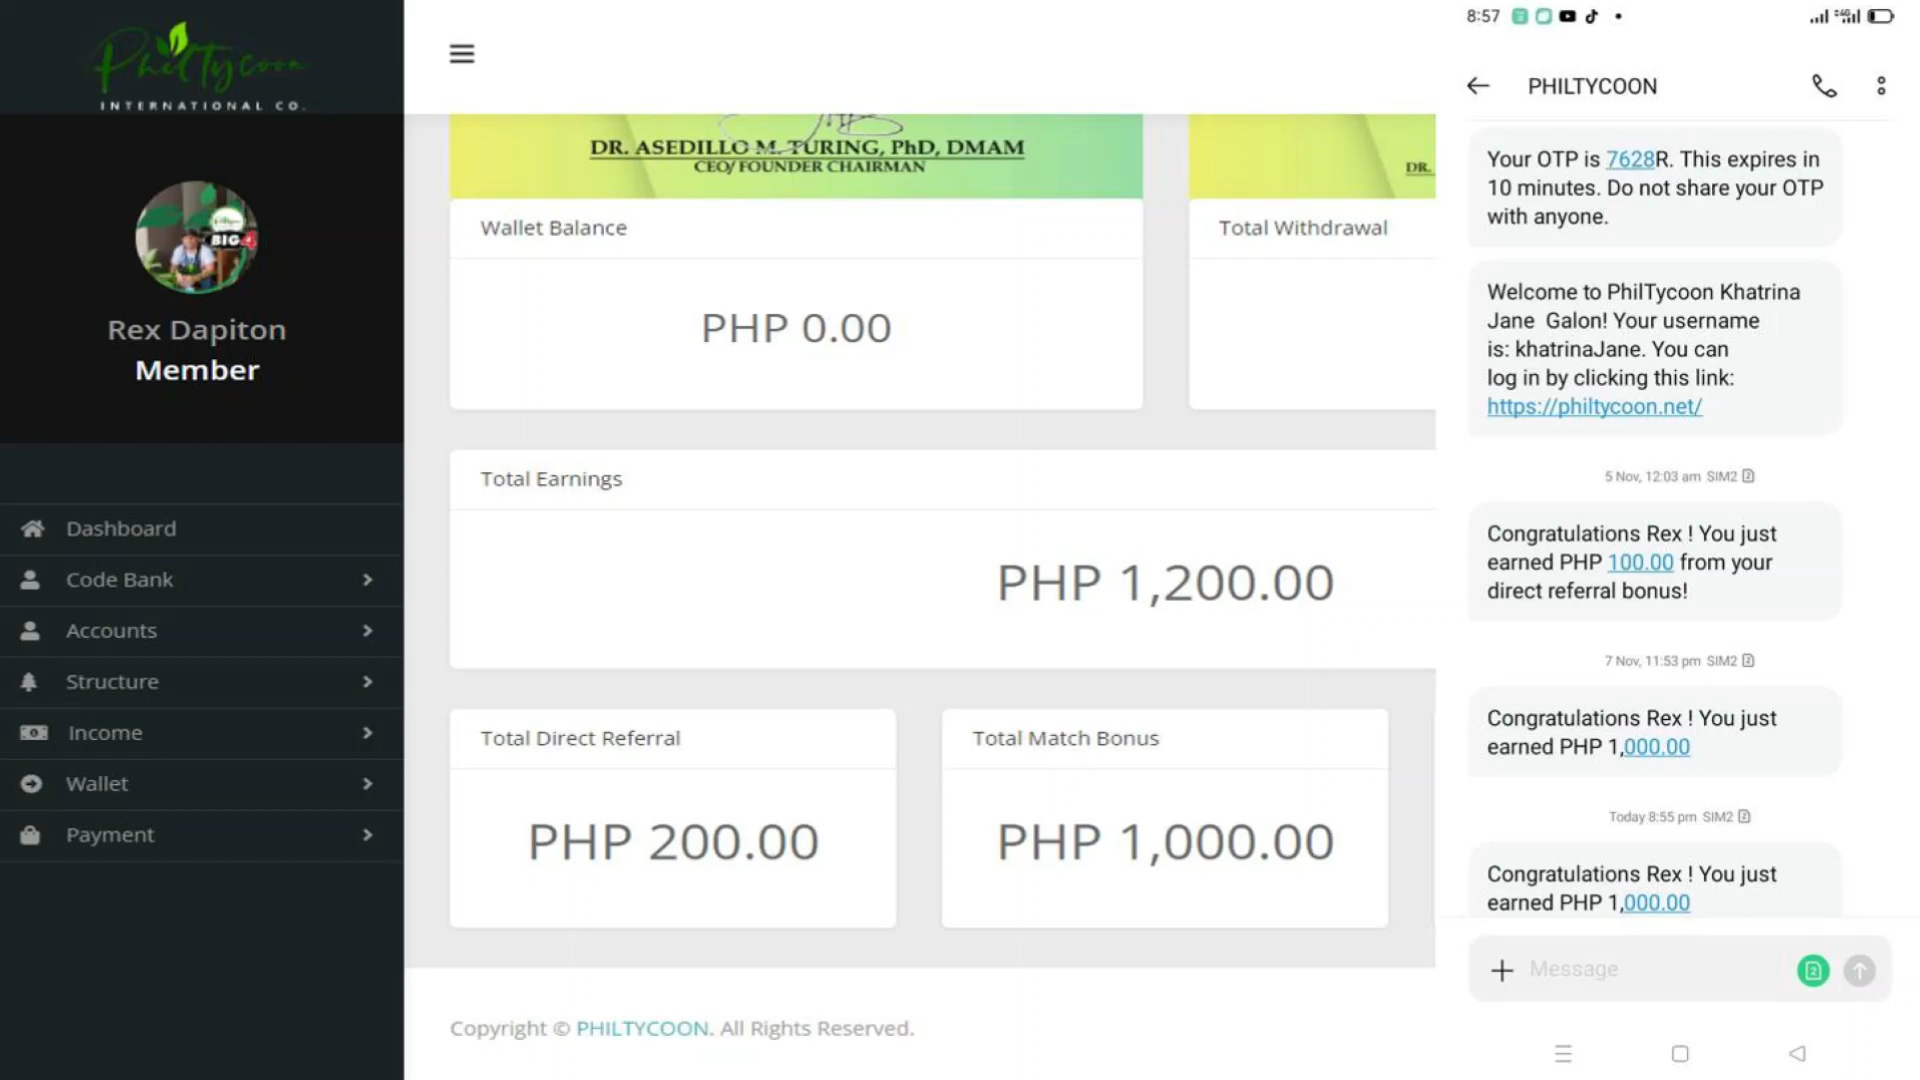 PhilTycoon
INTERNATIONAL CO.
BIG 4
Rex Dapiton
Member
Dashboard
Code Bank
Accounts
Structure
Income
Wallet
Payment
DR. ASEDILLO M. TURING, PhD, DMAM
CEO/ FOUNDER CHAIRMAN
DR.
Wallet Balance
PHP 0.00
Total Withdrawal
Total Earnings
PHP 1,200.00
Total Direct Referral
PHP 200.00
Total Match Bonus
PHP 1,000.00
Copyright © PHILTYCOON. All Rights Reserved.
8:57
4G
PHILTYCOON
Your OTP is 7628R. This expires in
10 minutes. Do not share your OTP
with anyone.
Welcome to PhilTycoon Khatrina
Jane Galon! Your username
is: khatrinaJane. You can
log in by clicking this link:
https://philtycoon.net/
5 Nov, 12:03 am SIM2 2
Congratulations Rex ! You just
earned PHP 100.00 from your
direct referral bonus!
7 Nov, 11:53 pm SIM2 2
Congratulations Rex ! You just
earned PHP 1,000.00
Today 8:55 pm SIM2 2
Congratulations Rex ! You just
earned PHP 1,000.00
Message
2